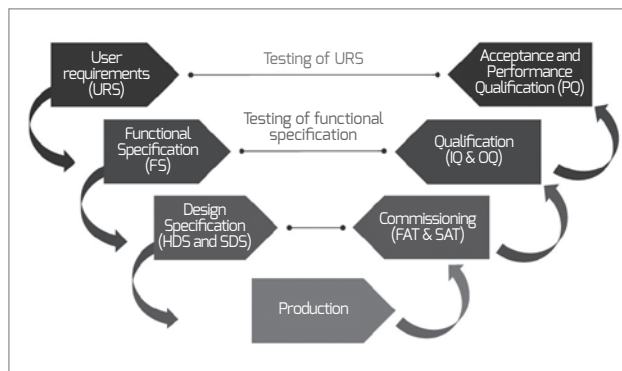 User
requirements
(URS)
Testing of URS
Acceptance and
Performance
Qualification (PQ)
Functional
Specification
(FS)
Testing of functional
specification
Qualification
(IQ & OQ)
Design
Specification
(HDS and SDS)
Commissioning
(FAT & SAT)
Production